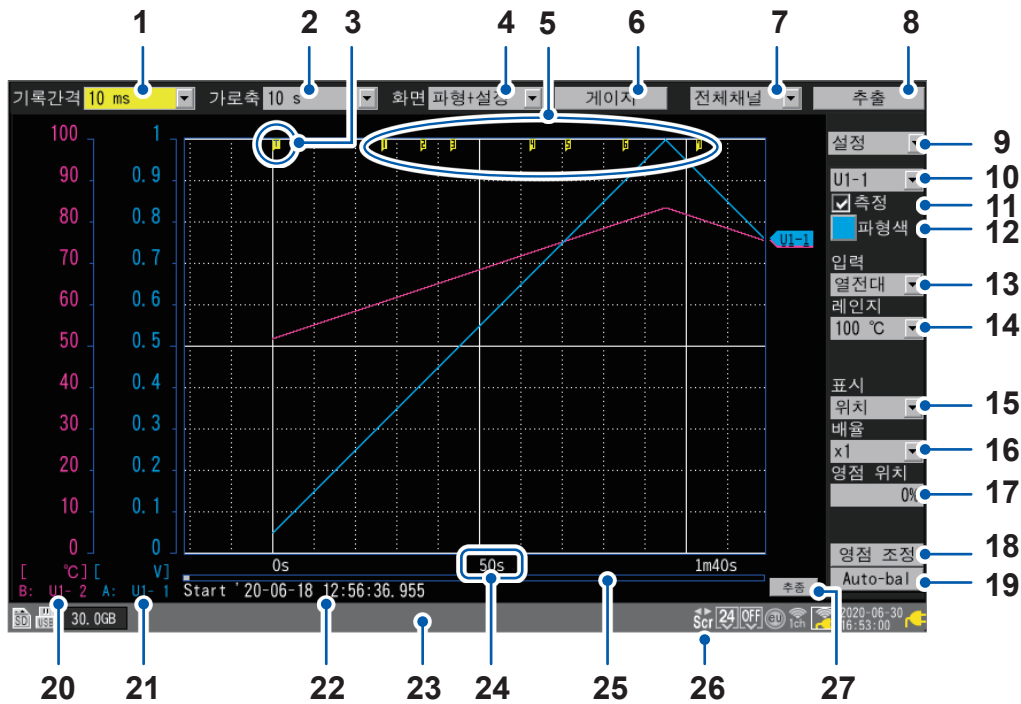 1 2 3 4 5 6 7 8
기록간격 10 ms 가로축 10 s 화면 파형+설정 게이지 전체채널 추출
100 1
90 0.9
80 0.8
70 0.7
60 0.6
50 0.5
40 0.4
30 0.3
20 0.2
10 0.1
0 0
[ ℃] [ V]
B: U1- 2 A: U1- 1
U1-1
0s 50s 1m40s
Start '20-06-18 12:56:36.955
추종
설정 9
U1-1 10
측정 11
파형색 12
입력
열전대 13
레인지
100 ℃ 14
표시
위치 15
배율
x1 16
영점 위치
0% 17
영점 조정 18
Auto-bal 19
SD USB 30.0GB Scr 24 OFF 1ch 2020-06-30
16:53:00
20 21 22 23 24 25 26 27